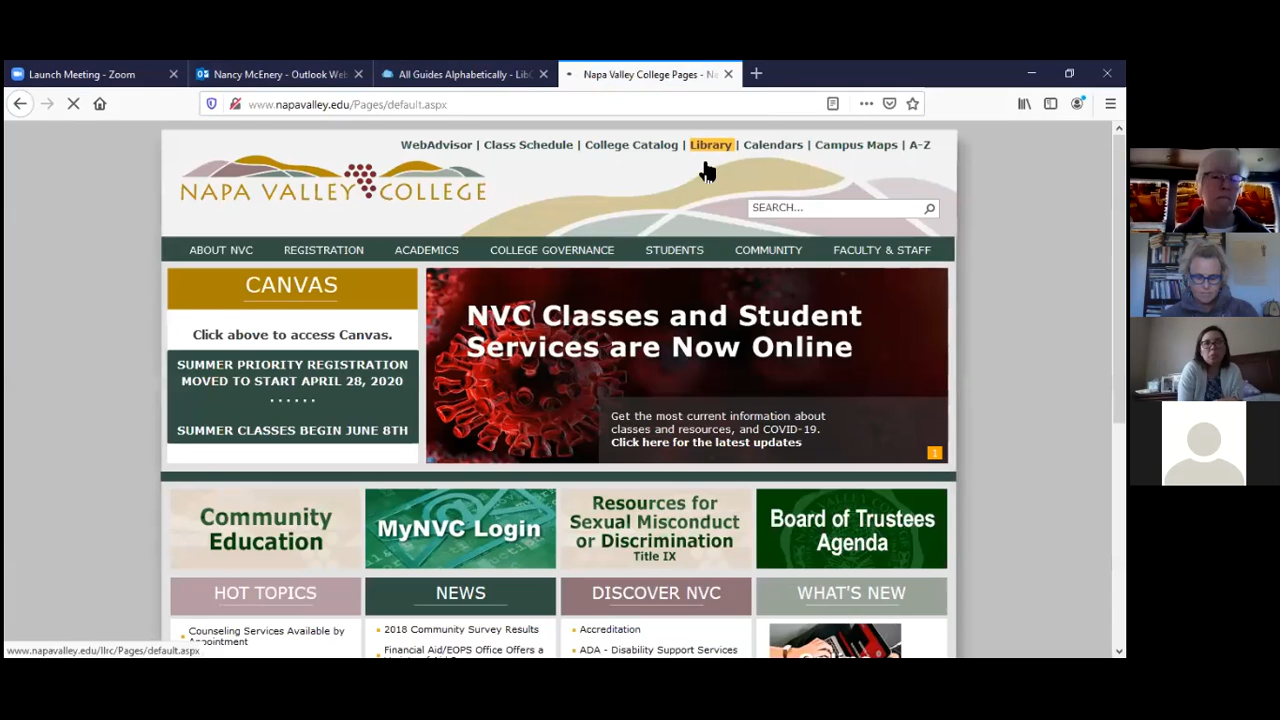 Launch Meeting - Zoom
Nancy McEnery - Outlook Web
All Guides Alphabetically - LibG
Napa Valley College Pages - Na
www.napavalley.edu/Pages/default.aspx
WebAdvisor | Class Schedule | College Catalog | Library | Calendars | Campus Maps | A-Z
NAPA VALLEY COLLEGE
SEARCH...
ABOUT NVC REGISTRATION ACADEMICS COLLEGE GOVERNANCE STUDENTS COMMUNITY FACULTY & STAFF
CANVAS
Click above to access Canvas.
SUMMER PRIORITY REGISTRATION
MOVED TO START APRIL 28, 2020
. . . . . .
SUMMER CLASSES BEGIN JUNE 8TH
NVC Classes and Student
Services are Now Online
Get the most current information about
classes and resources, and COVID-19.
Click here for the latest updates
1
Community
Education
MyNVC Login
Resources for
Sexual Misconduct
or Discrimination
Title IX
Board of Trustees
Agenda
HOT TOPICS
NEWS
DISCOVER NVC
WHAT'S NEW
Counseling Services Available by
Appointment
2018 Community Survey Results
Financial Aid/EOPS Office Offers a
Accreditation
ADA - Disability Support Services
www.napavalley.edu/llrc/Pages/default.aspx